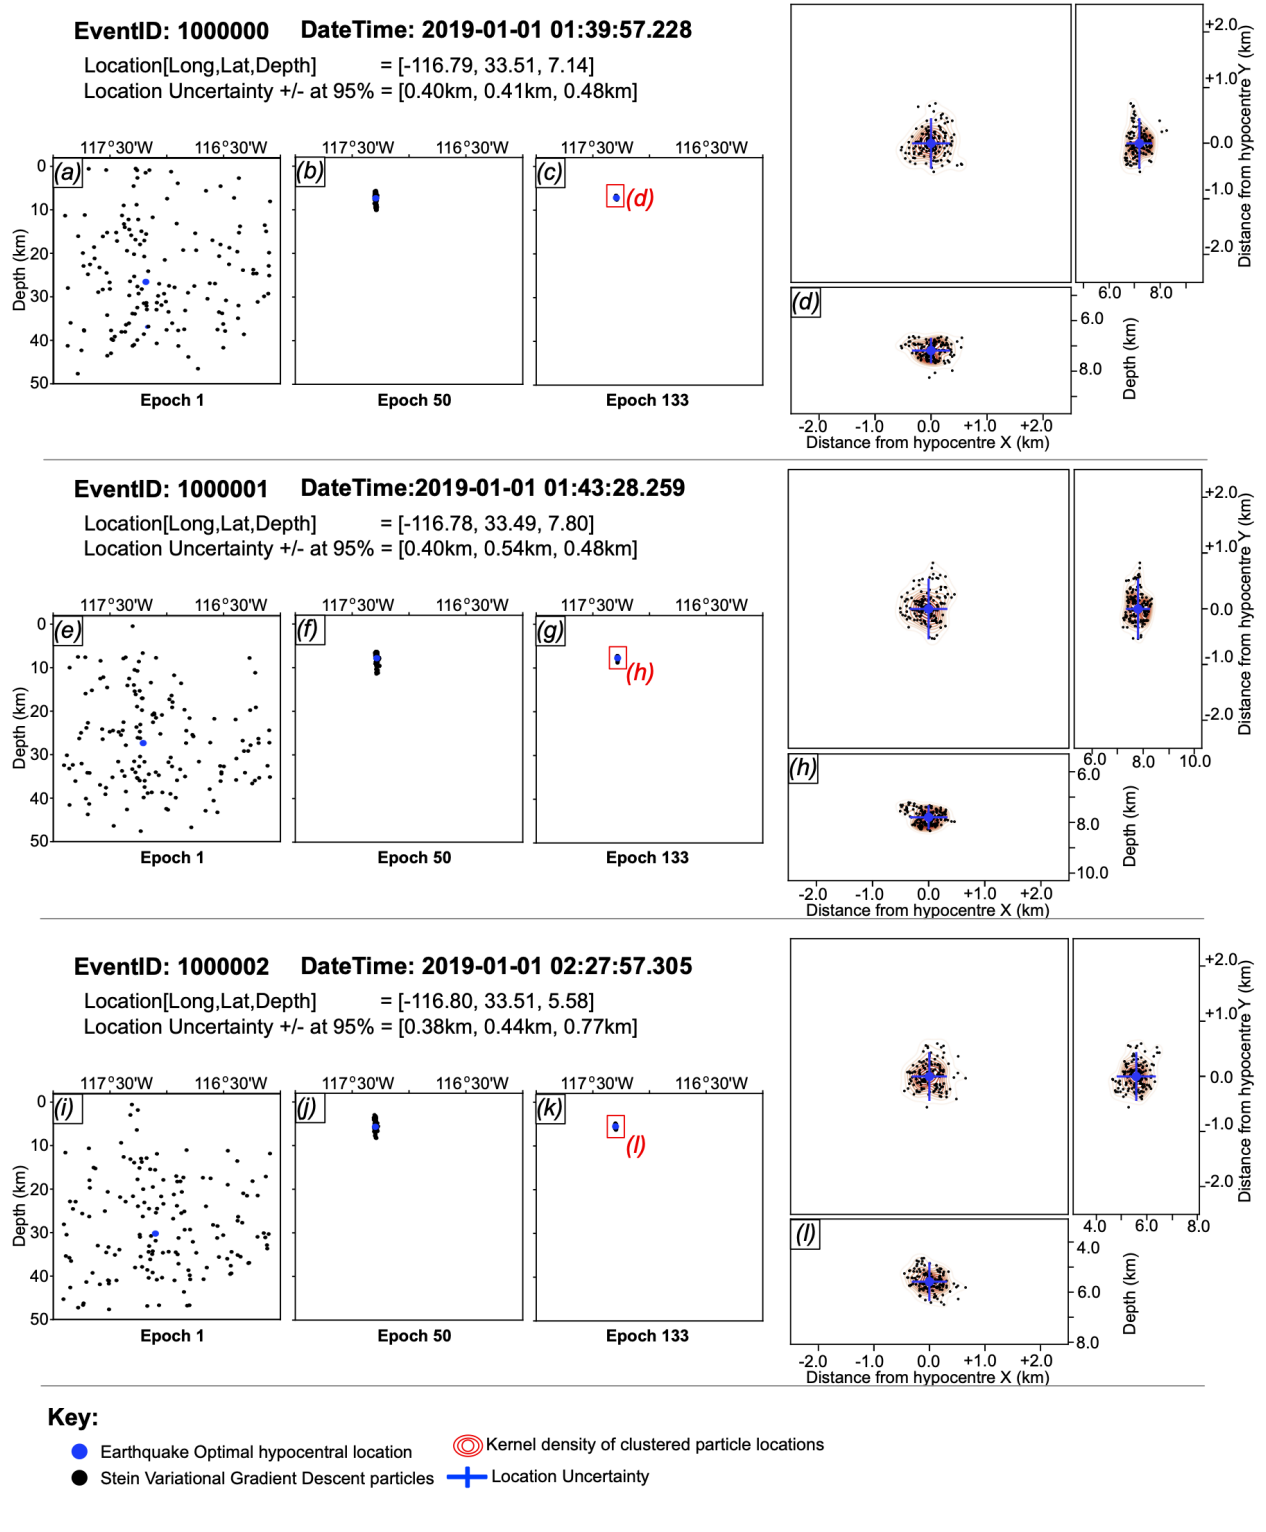 EventID: 1000000 DateTime: 2019-01-01 01:39:57.228
Location[Long,Lat,Depth] = [-116.79, 33.51, 7.14]
Location Uncertainty +/- at 95% = [0.40km, 0.41km, 0.48km]
117°30'W 116°30'W 117°30'W 116°30'W 117°30'W 116°30'W
(a) (b) (c) (d)
0
10
20
30
40
50
Depth (km)
Epoch 1 Epoch 50 Epoch 133
+2.0
+1.0
0.0
-1.0
-2.0
Distance from hypocentre Y (km)
6.0 8.0
(d)
6.0
8.0
Depth (km)
-2.0 -1.0 0.0 +1.0 +2.0
Distance from hypocentre X (km)
EventID: 1000001 DateTime:2019-01-01 01:43:28.259
Location[Long,Lat,Depth] = [-116.78, 33.49, 7.80]
Location Uncertainty +/- at 95% = [0.40km, 0.54km, 0.48km]
117°30'W 116°30'W 117°30'W 116°30'W 117°30'W 116°30'W
(e) (f) (g) (h)
0
10
20
30
40
50
Depth (km)
Epoch 1 Epoch 50 Epoch 133
+2.0
+1.0
0.0
-1.0
-2.0
Distance from hypocentre Y (km)
6.0 8.0 10.0
(h)
6.0
8.0
10.0
Depth (km)
-2.0 -1.0 0.0 +1.0 +2.0
Distance from hypocentre X (km)
EventID: 1000002 DateTime: 2019-01-01 02:27:57.305
Location[Long,Lat,Depth] = [-116.80, 33.51, 5.58]
Location Uncertainty +/- at 95% = [0.38km, 0.44km, 0.77km]
117°30'W 116°30'W 117°30'W 116°30'W 117°30'W 116°30'W
(i) (j) (k) (l)
0
10
20
30
40
50
Depth (km)
Epoch 1 Epoch 50 Epoch 133
+2.0
+1.0
0.0
-1.0
-2.0
Distance from hypocentre Y (km)
4.0 6.0 8.0
(l)
4.0
6.0
8.0
Depth (km)
-2.0 -1.0 0.0 +1.0 +2.0
Distance from hypocentre X (km)
Key:
Earthquake Optimal hypocentral location
Kernel density of clustered particle locations
Stein Variational Gradient Descent particles
Location Uncertainty